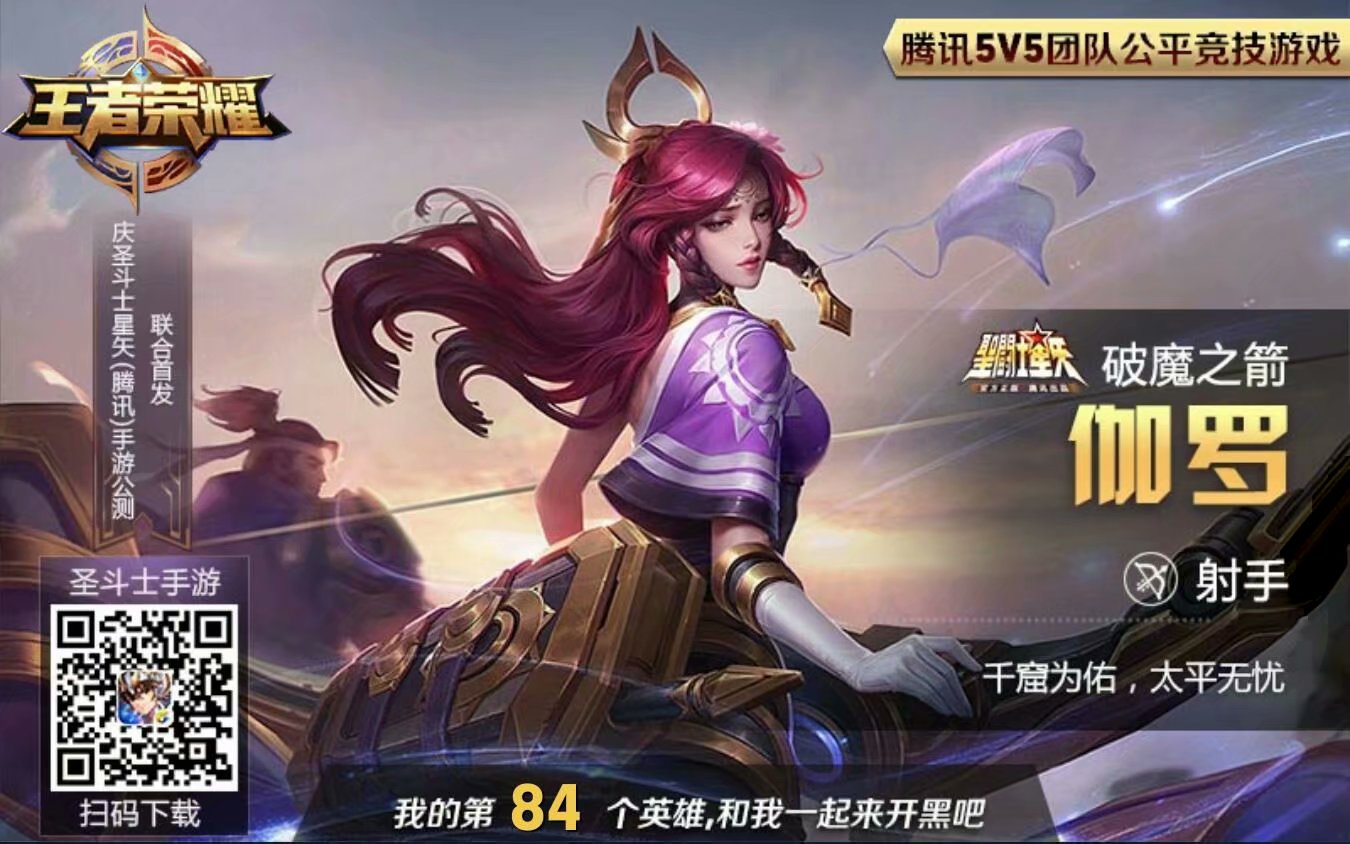 王者荣耀
腾讯5V5团队公平竞技游戏
联合首发
庆圣斗士星矢(腾讯)手游公测
聖鬪士星矢
破魔之箭
伽罗
射手
千窟为佑，太平无忧
圣斗士手游
扫码下载
我的第 84 个英雄,和我一起来开黑吧